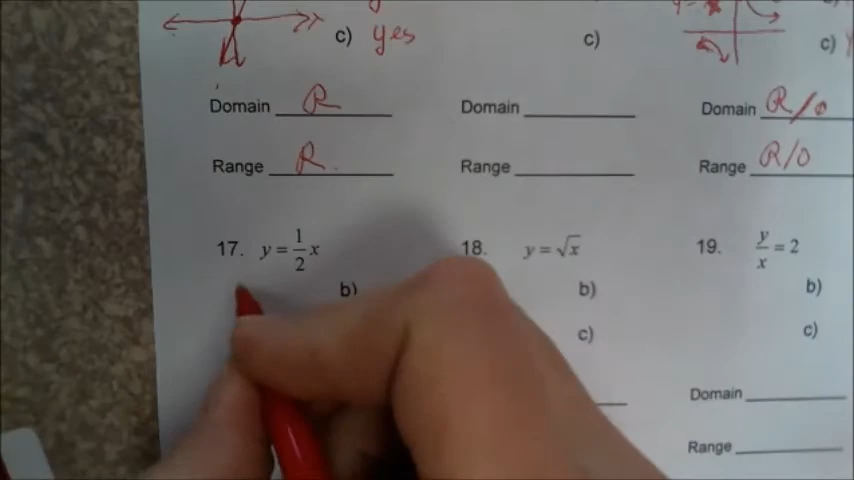 c) yes
c)
c)
Domain R
Domain
Domain R/0
Range R
Range
Range R/0
17. y = 1/2 x
18. y = √x
19. y/x = 2
b)
b)
b)
c)
c)
Domain
Range